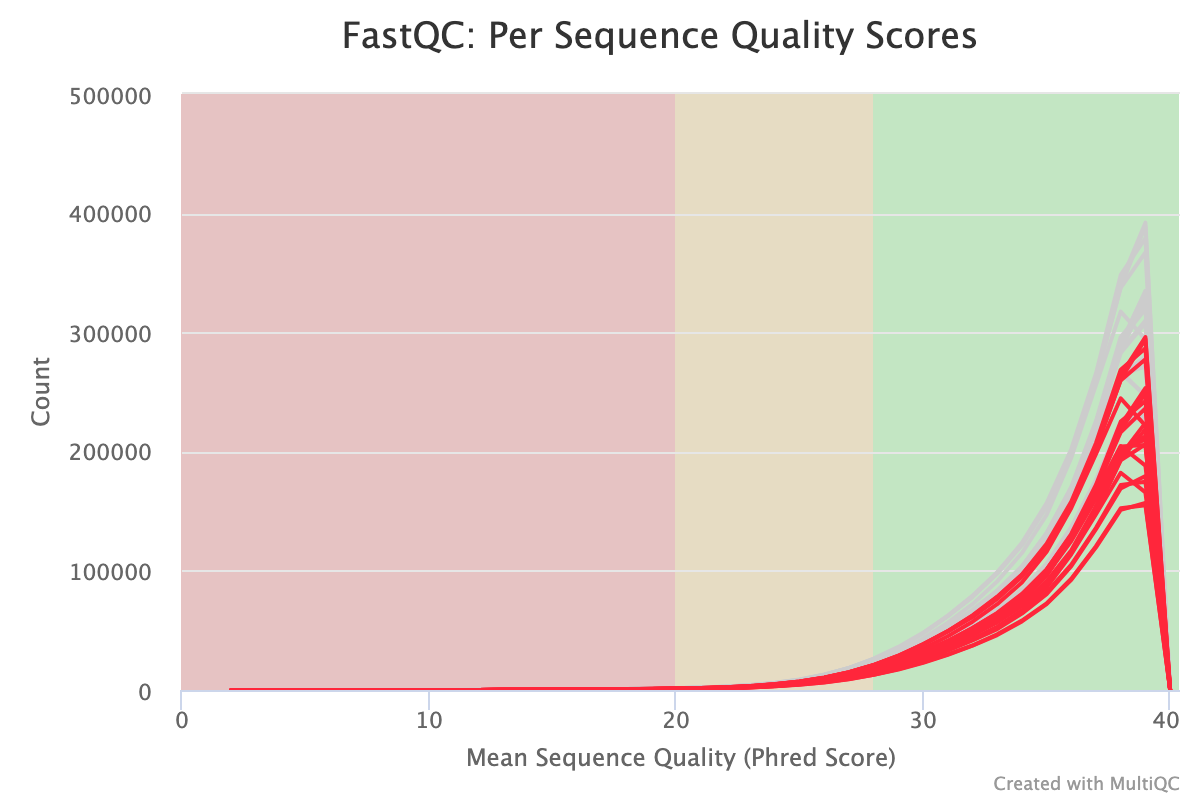 FastQC: Per Sequence Quality Scores
500000
400000
300000
200000
100000
0
Count
0 10 20 30 40
Mean Sequence Quality (Phred Score)
Created with MultiQC